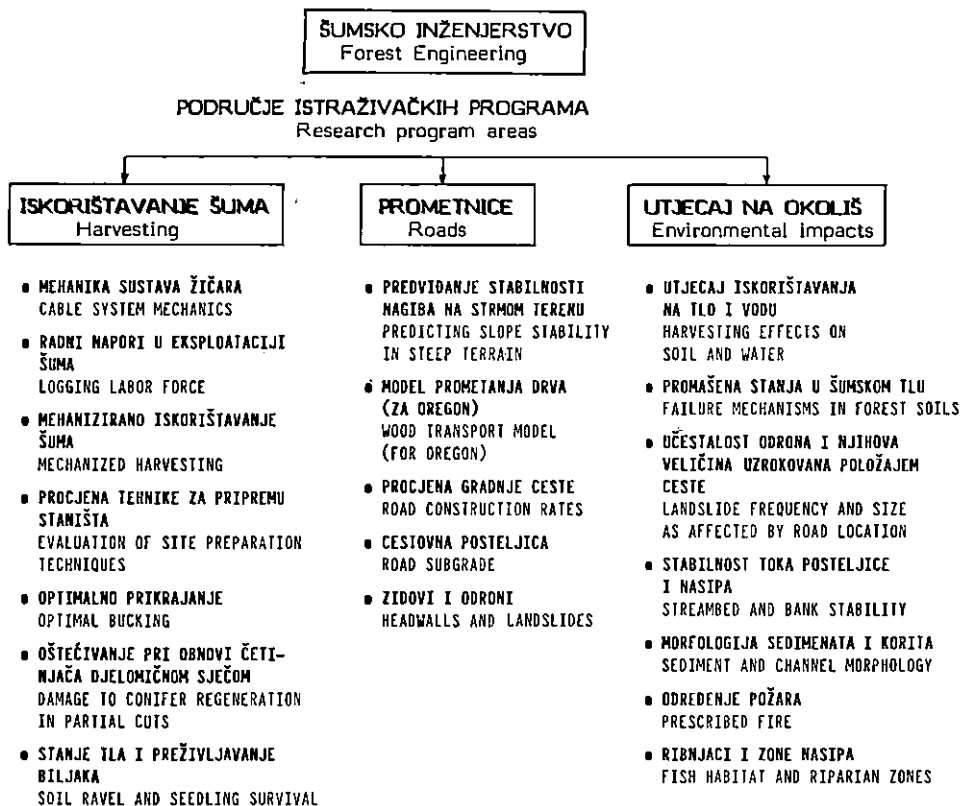 ŠUMSKO INŽENJERSTVO
Forest Engineering
PODRUČJE ISTRAŽIVAČKIH PROGRAMA
Research program areas
ISKORIŠTAVANJE ŠUMA
Harvesting
MEHANIKA SUSTAVA ŽIČARA
CABLE SYSTEM MECHANICS
RADNI NAPORI U EKSPLOATACIJI
ŠUMA
LOGGING LABOR FORCE
MEHANIZIRANO ISKORIŠTAVANJE
ŠUMA
MECHANIZED HARVESTING
PROCJENA TEHNIKE ZA PRIPREMU
STANIŠTA
EVALUATION OF SITE PREPARATION
TECHNIQUES
OPTIMALNO PRIKRAJANJE
OPTIMAL BUCKING
OŠTEĆIVANJE PRI OBNOVI ČETI-
NJAČA DJELOMIČNOM SJEČOM
DAMAGE TO CONIFER REGENERATION
IN PARTIAL CUTS
STANJE TLA I PREŽIVLJAVANJE
BILJAKA
SOIL RAVEL AND SEEDLING SURVIVAL
PROMETNICE
Roads
PREDVIĐANJE STABILNOSTI
NAGIBA NA STRMOM TERENU
PREDICTING SLOPE STABILITY
IN STEEP TERRAIN
MODEL PROMETANJA DRVA
(ZA OREGON)
WOOD TRANSPORT MODEL
(FOR OREGON)
PROCJENA GRADNJE CESTE
ROAD CONSTRUCTION RATES
CESTOVNA POSTELJICA
ROAD SUBGRADE
ZIDOVI I ODRONI
HEADWALLS AND LANDSLIDES
UTJECAJ NA OKOLIŠ
Environmental Impacts
UTJECAJ ISKORIŠTAVANJA
NA TLO I VODU
HARVESTING EFFECTS ON
SOIL AND WATER
PROMAŠENA STANJA U ŠUMSKOM TLU
FAILURE MECHANISMS IN FOREST SOILS
UČESTALOST ODRONA I NJIHOVA
VELIČINA UZROKOVANA POLOŽAJEM
CESTE
LANDSLIDE FREQUENCY AND SIZE
AS AFFECTED BY ROAD LOCATION
STABILNOST TOKA POSTELJICE
I NASIPA
STREAMBED AND BANK STABILITY
MORFOLOGIJA SEDIMENATA I KORITA
SEDIMENT AND CHANNEL MORPHOLOGY
ODREĐENJE POŽARA
PRESCRIBED FIRE
RIBNJACI I ZONE NASIPA
FISH HABITAT AND RIPARIAN ZONES